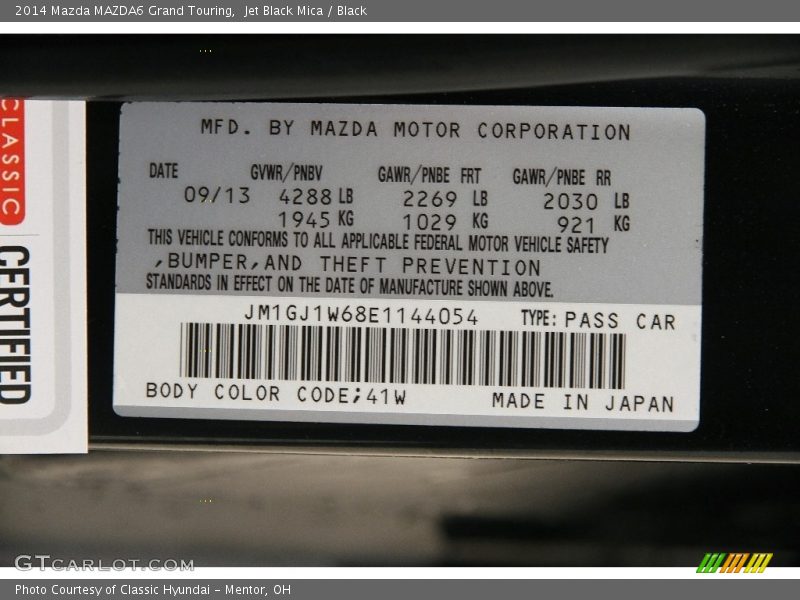 2014 Mazda MAZDA6 Grand Touring,  Jet Black Mica / Black
CLASSIC
CERTIFIED
MFD. BY MAZDA MOTOR CORPORATION
DATE GVWR/PNBV GAWR/PNBE FRT GAWR/PNBE RR
09/13 4288 LB 2269 LB 2030 LB
1945 KG 1029 KG 921 KG
THIS VEHICLE CONFORMS TO ALL APPLICABLE FEDERAL MOTOR VEHICLE SAFETY
,BUMPER,AND THEFT PREVENTION
STANDARDS IN EFFECT ON THE DATE OF MANUFACTURE SHOWN ABOVE.
JM1GJ1W68E1144054 TYPE: PASS CAR
BODY COLOR CODE;41W MADE IN JAPAN
GTcarlot.com
Photo Courtesy of Classic Hyundai - Mentor, OH